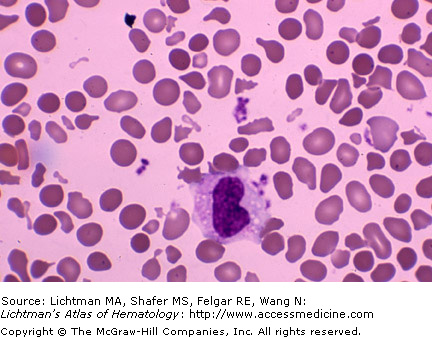 Source: Lichtman MA, Shafer MS, Felgar RE, Wang N:
Lichtman's Atlas of Hematology: http://www.accessmedicine.com
Copyright © The McGraw-Hill Companies, Inc. All rights reserved.